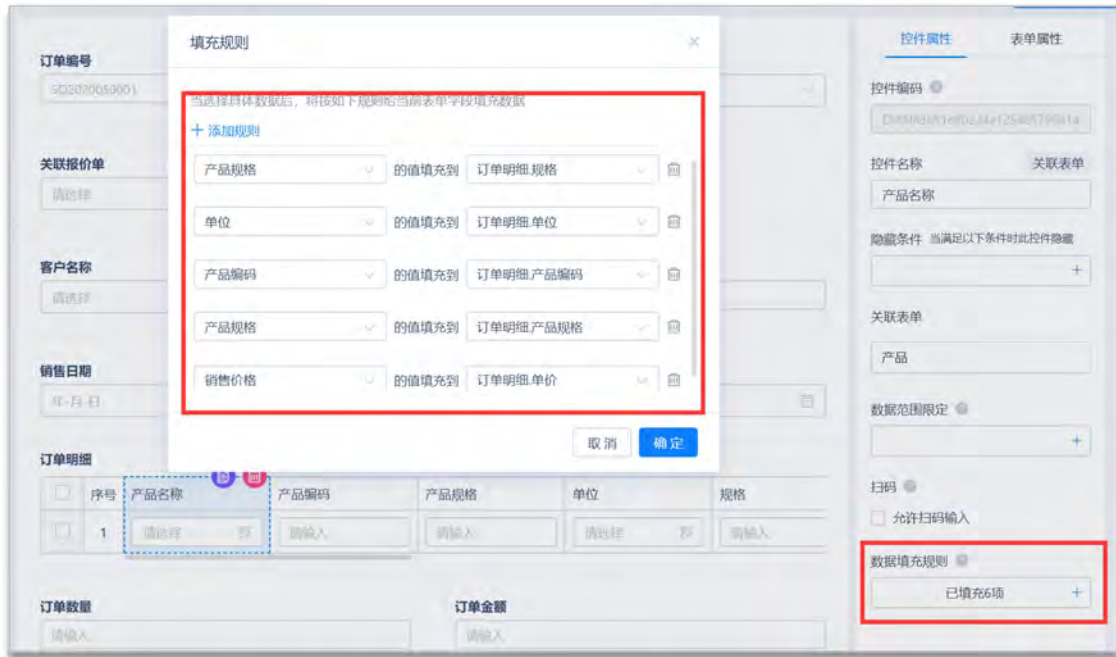 填充规则
当选择具体数据后，将按如下规则给当前表单字段填充数据
+ 添加规则
产品规格 的值填充到 订单明细.规格
单位 的值填充到 订单明细.单位
产品编码 的值填充到 订单明细.产品编码
产品规格 的值填充到 订单明细.产品规格
销售价格 的值填充到 订单明细.单价
取消 确定
订单编号
SD2020050001
关联报价单
请选择
客户名称
请选择
销售日期
年-月-日
订单明细
序号 产品名称 产品编码 产品规格 单位 规格
1 请选择 请输入 请输入 请选择 请输入
订单数量 订单金额
请输入 请输入
控件属性 表单属性
控件编码
控件名称 关联表单
产品名称
隐藏条件 当满足以下条件时此控件隐藏
关联表单
产品
数据范围限定
扫码
允许扫码输入
数据填充规则
已填充6项